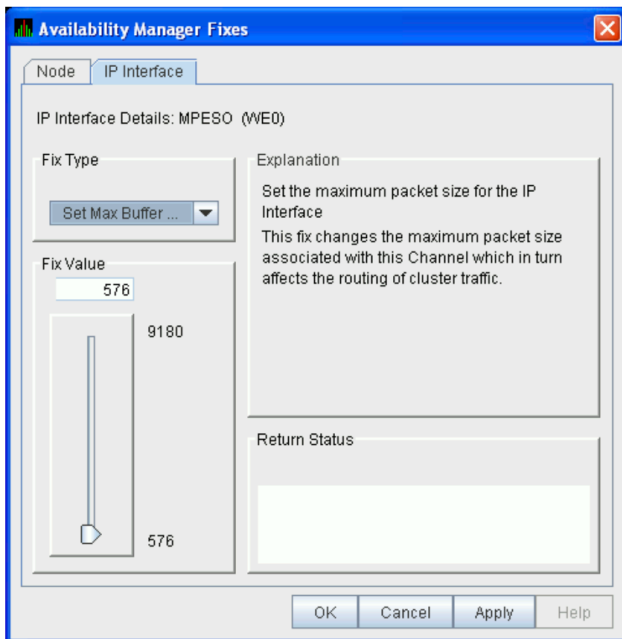 Availability Manager Fixes
Node
IP Interface
IP Interface Details: MPESO (WE0)
Fix Type
Set Max Buffer ...
Explanation
Set the maximum packet size for the IP
Interface
This fix changes the maximum packet size
associated with this Channel which in turn
affects the routing of cluster traffic.
Fix Value
576
9180
576
Return Status
OK
Cancel
Apply
Help